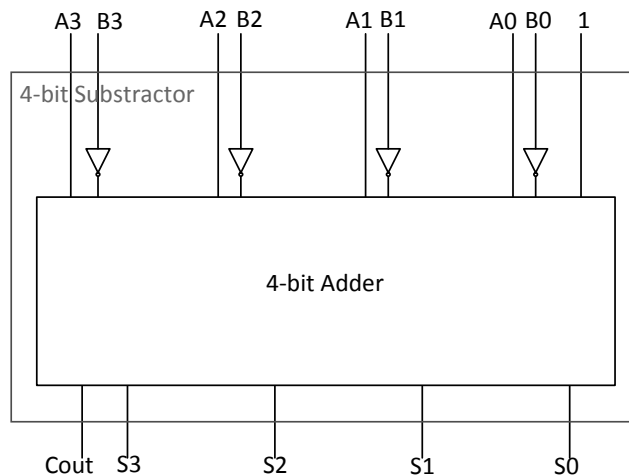 A3 B3 A2 B2 A1 B1 A0 B0 1
4-bit Substractor
4-bit Adder
Cout S3 S2 S1 S0